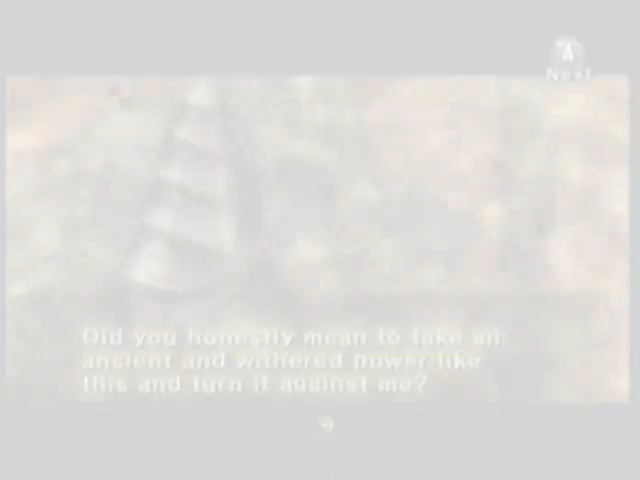 A
Next
Did you honestly mean to take an
ancient and withered power like
this and turn it against me?